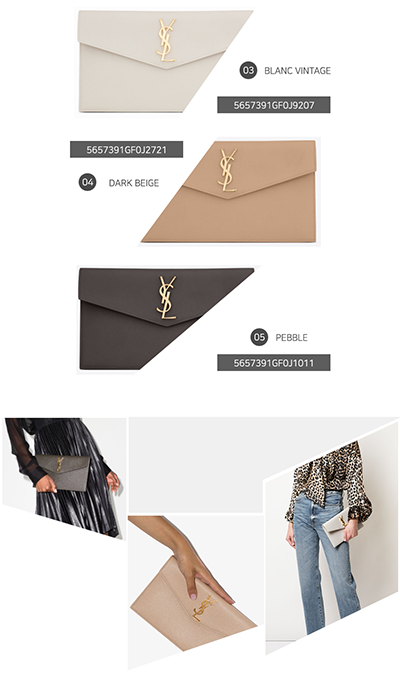 03 BLANC VINTAGE
5657391GF0J9207
5657391GF0J2721
04 DARK BEIGE
05 PEBBLE
5657391GF0J1011